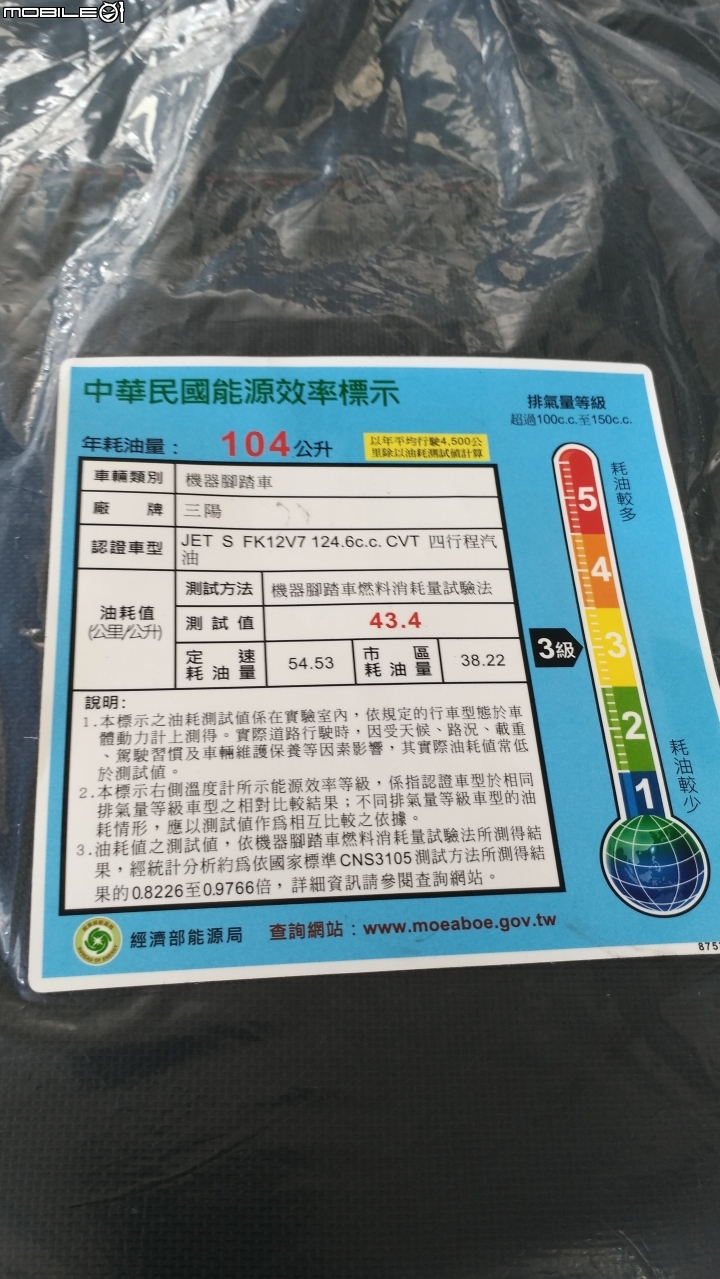 MOBILE01
中華民國能源效率標示
年耗油量： 104公升
以年平均行駛4,500公
里除以油耗測試值計算
排氣量等級
超過100c.c.至150c.c.
車輛類別 機器腳踏車
廠 牌 三陽
認證車型 JET S FK12V7 124.6c.c. CVT 四行程汽
油
油耗值
(公里/公升)
測試方法 機器腳踏車燃料消耗量試驗法
測試值 43.4
定速
耗油量 54.53
市區
耗油量 38.22
說明:
1.本標示之油耗測試值係在實驗室內，依規定的行車型態於車
體動力計上測得。實際道路行駛時，因受天候、路況、載重
、駕駛習慣及車輛維護保養等因素影響，其實際油耗值常低
於測試值。
2.本標示右側溫度計所示能源效率等級，係指認證車型於相同
排氣量等級車型之相對比較結果；不同排氣量等級車型的油
耗情形，應以測試值作爲相互比較之依據。
3.油耗值之測試值，依機器腳踏車燃料消耗量試驗法所測得結
果，經統計分析約爲依國家標準CNS3105測試方法所測得結
果的0.8226至0.9766倍，詳細資訊請參閱查詢網站。
耗油較多
5
4
3級
3
2
1
耗油較少
經濟部能源局
查詢網站：www.moeaboe.gov.tw